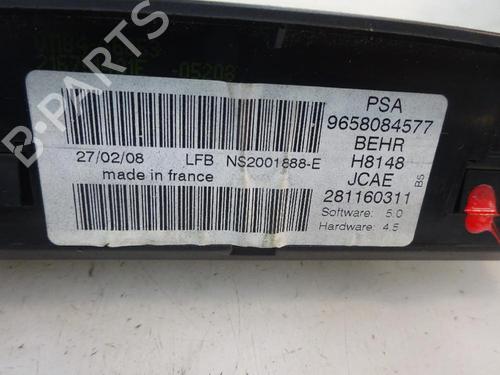 PSA
9658084577
BEHR
H8148
JCAE
281160311
BS
Software: 5.0
Hardware: 4.5
27/02/08 LFB NS2001888-E
made in france
B-PARTS